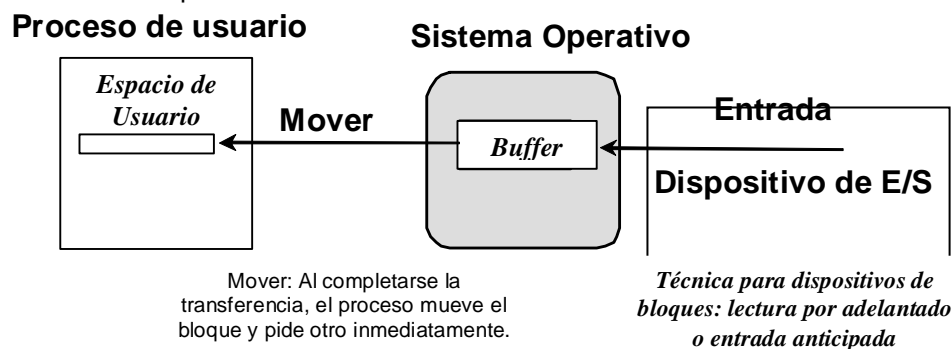 Proceso de usuario
Sistema Operativo
Espacio de
Usuario
Mover
Buffer
Entrada
Dispositivo de E/S
Mover: Al completarse la
transferencia, el proceso mueve el
bloque y pide otro inmediatamente.
Técnica para dispositivos de
bloques: lectura por adelantado
o entrada anticipada